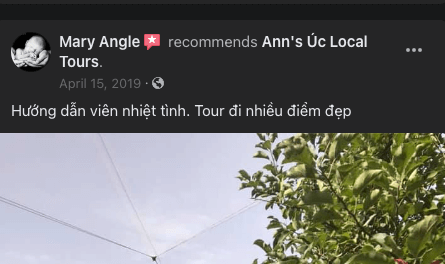 Mary Angle recommends Ann's Úc Local
Tours.
April 15, 2019 ·
Hướng dẫn viên nhiệt tình. Tour đi nhiều điểm đẹp